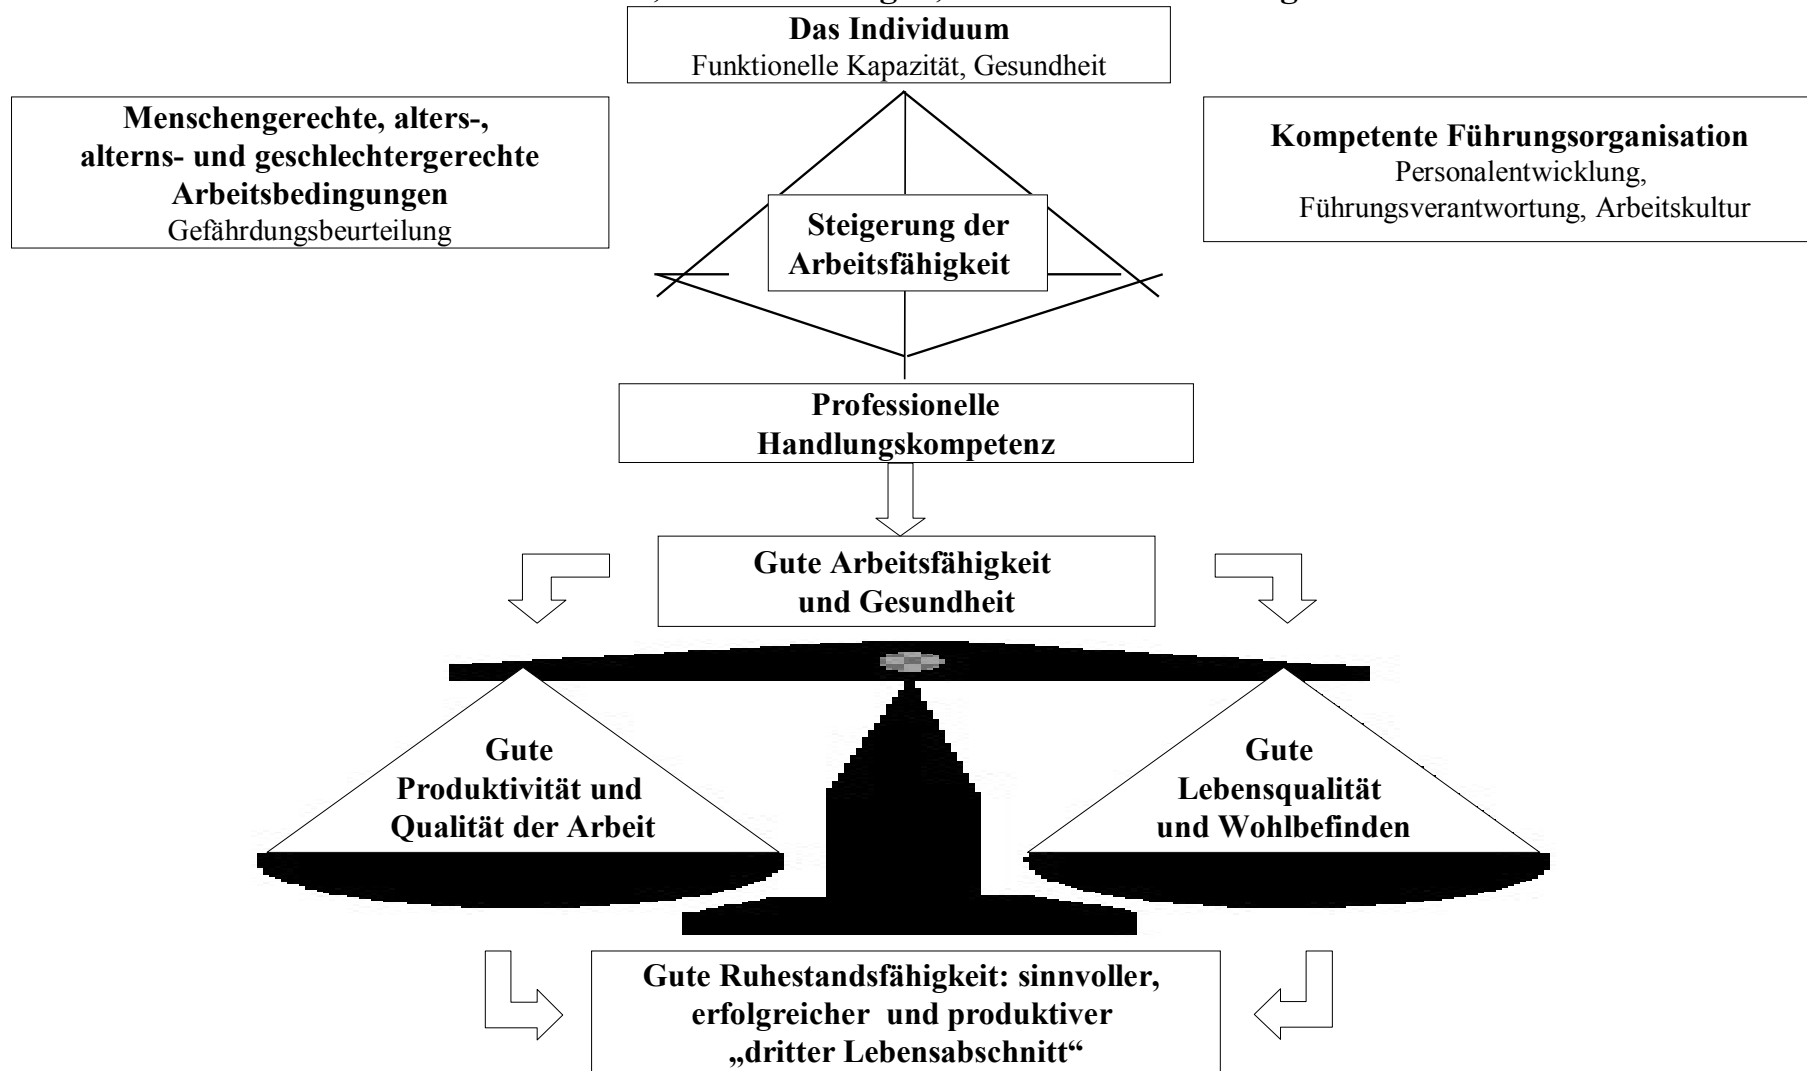 Das Individuum
Funktionelle Kapazität, Gesundheit
Menschengerechte, alters-,
alterns- und geschlechtergerechte
Arbeitsbedingungen
Gefährdungsbeurteilung
Kompetente Führungsorganisation
Personalentwicklung,
Führungsverantwortung, Arbeitskultur
Steigerung der
Arbeitsfähigkeit
Professionelle
Handlungskompetenz
Gute Arbeitsfähigkeit
und Gesundheit
Gute
Produktivität und
Qualität der Arbeit
Gute
Lebensqualität
und Wohlbefinden
Gute Ruhestandsfähigkeit: sinnvoller,
erfolgreicher und produktiver
„dritter Lebensabschnitt“